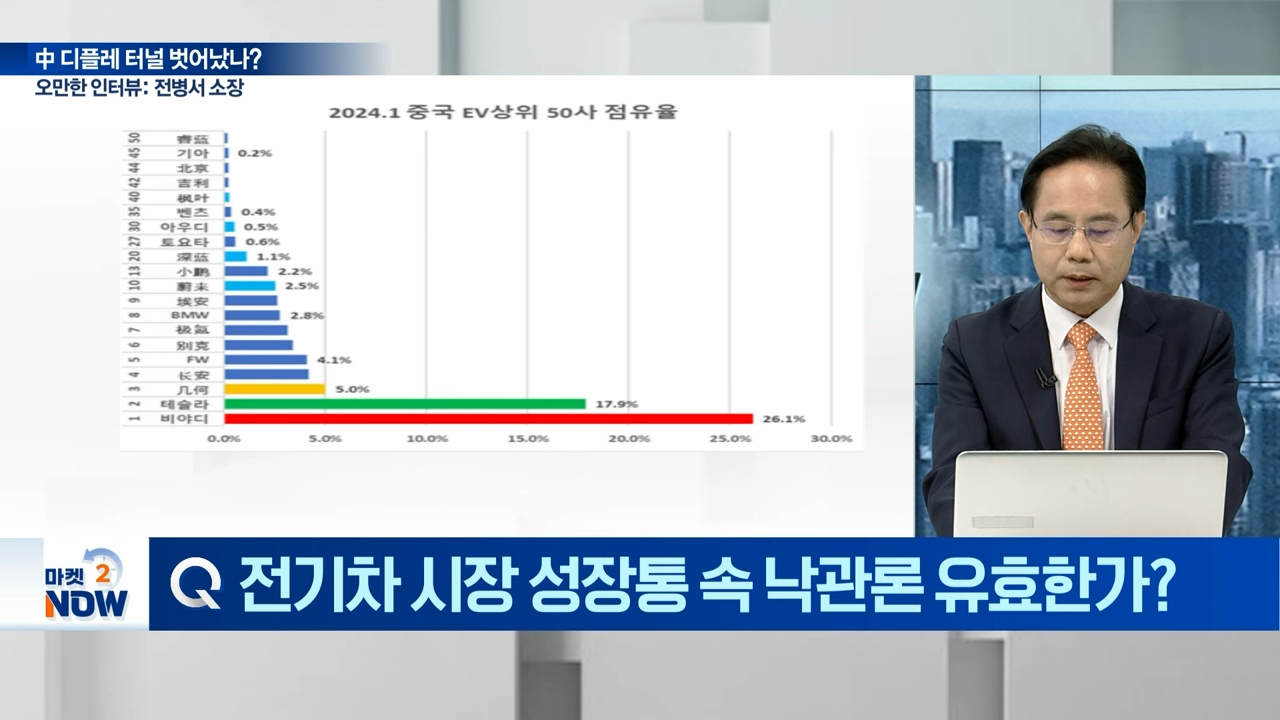 中 디플레 터널 벗어났나?
오만한 인터뷰: 전병서 소장
2024.1 중국 EV상위 50사 점유율
50 睿蓝
45 기아 0.2%
44 北京
42 吉利
40 枫叶
35 벤츠 0.4%
30 아우디 0.5%
27 토요타 0.6%
20 深蓝 1.1%
13 小鹏 2.2%
10 蔚来 2.5%
9 埃安
8 BMW 2.8%
7 极氪
6 别克
5 FW 4.1%
4 长安
3 几何 5.0%
2 테슬라 17.9%
1 비야디 26.1%
0.0% 5.0% 10.0% 15.0% 20.0% 25.0% 30.0%
마켓 2
NOW
Q 전기차 시장 성장통 속 낙관론 유효한가?